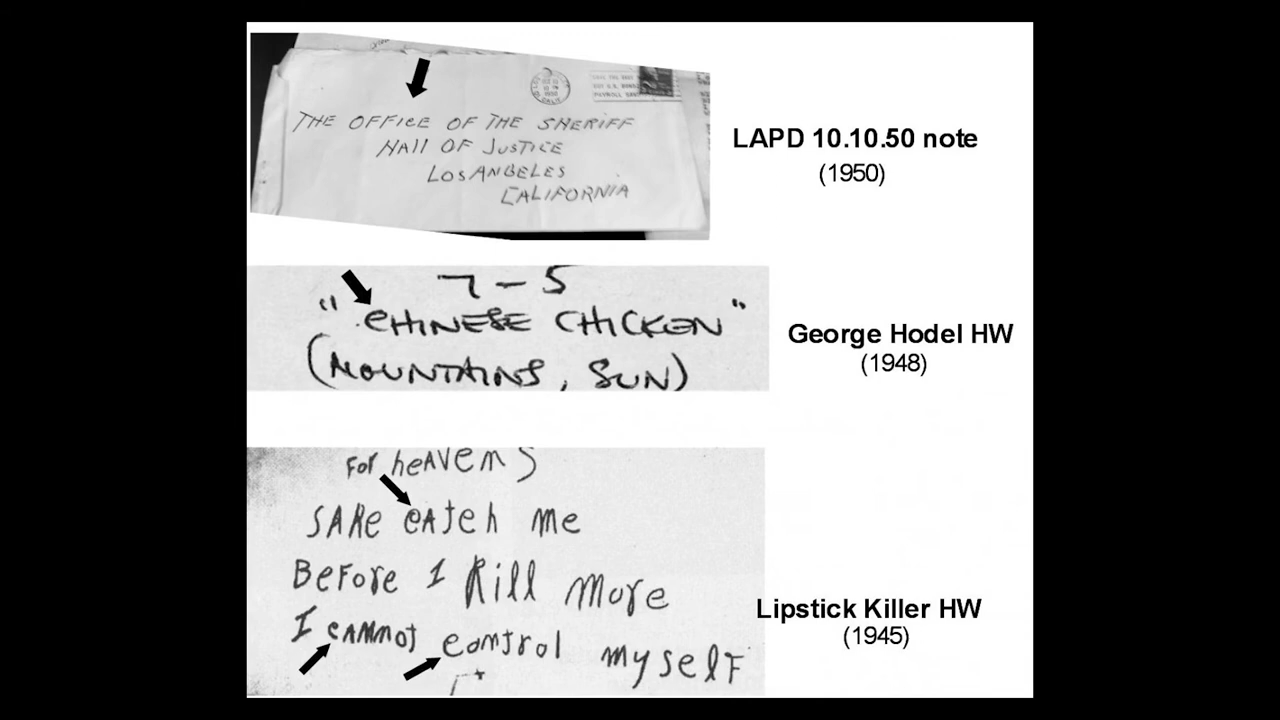 THE OFFIcE OF THE SHERIFF
HAll OF JUSTICE
LOS ANGELES
CALIFORNIA
LAPD 10.10.50 note
(1950)
7-5
"CHINESE CHICKEN"
(MOUNTAINS, SUN)
George Hodel HW
(1948)
For heAVens
SAKe cATch me
BeFore I Kill More
I cANNoT conTrol myselF
Lipstick Killer HW
(1945)